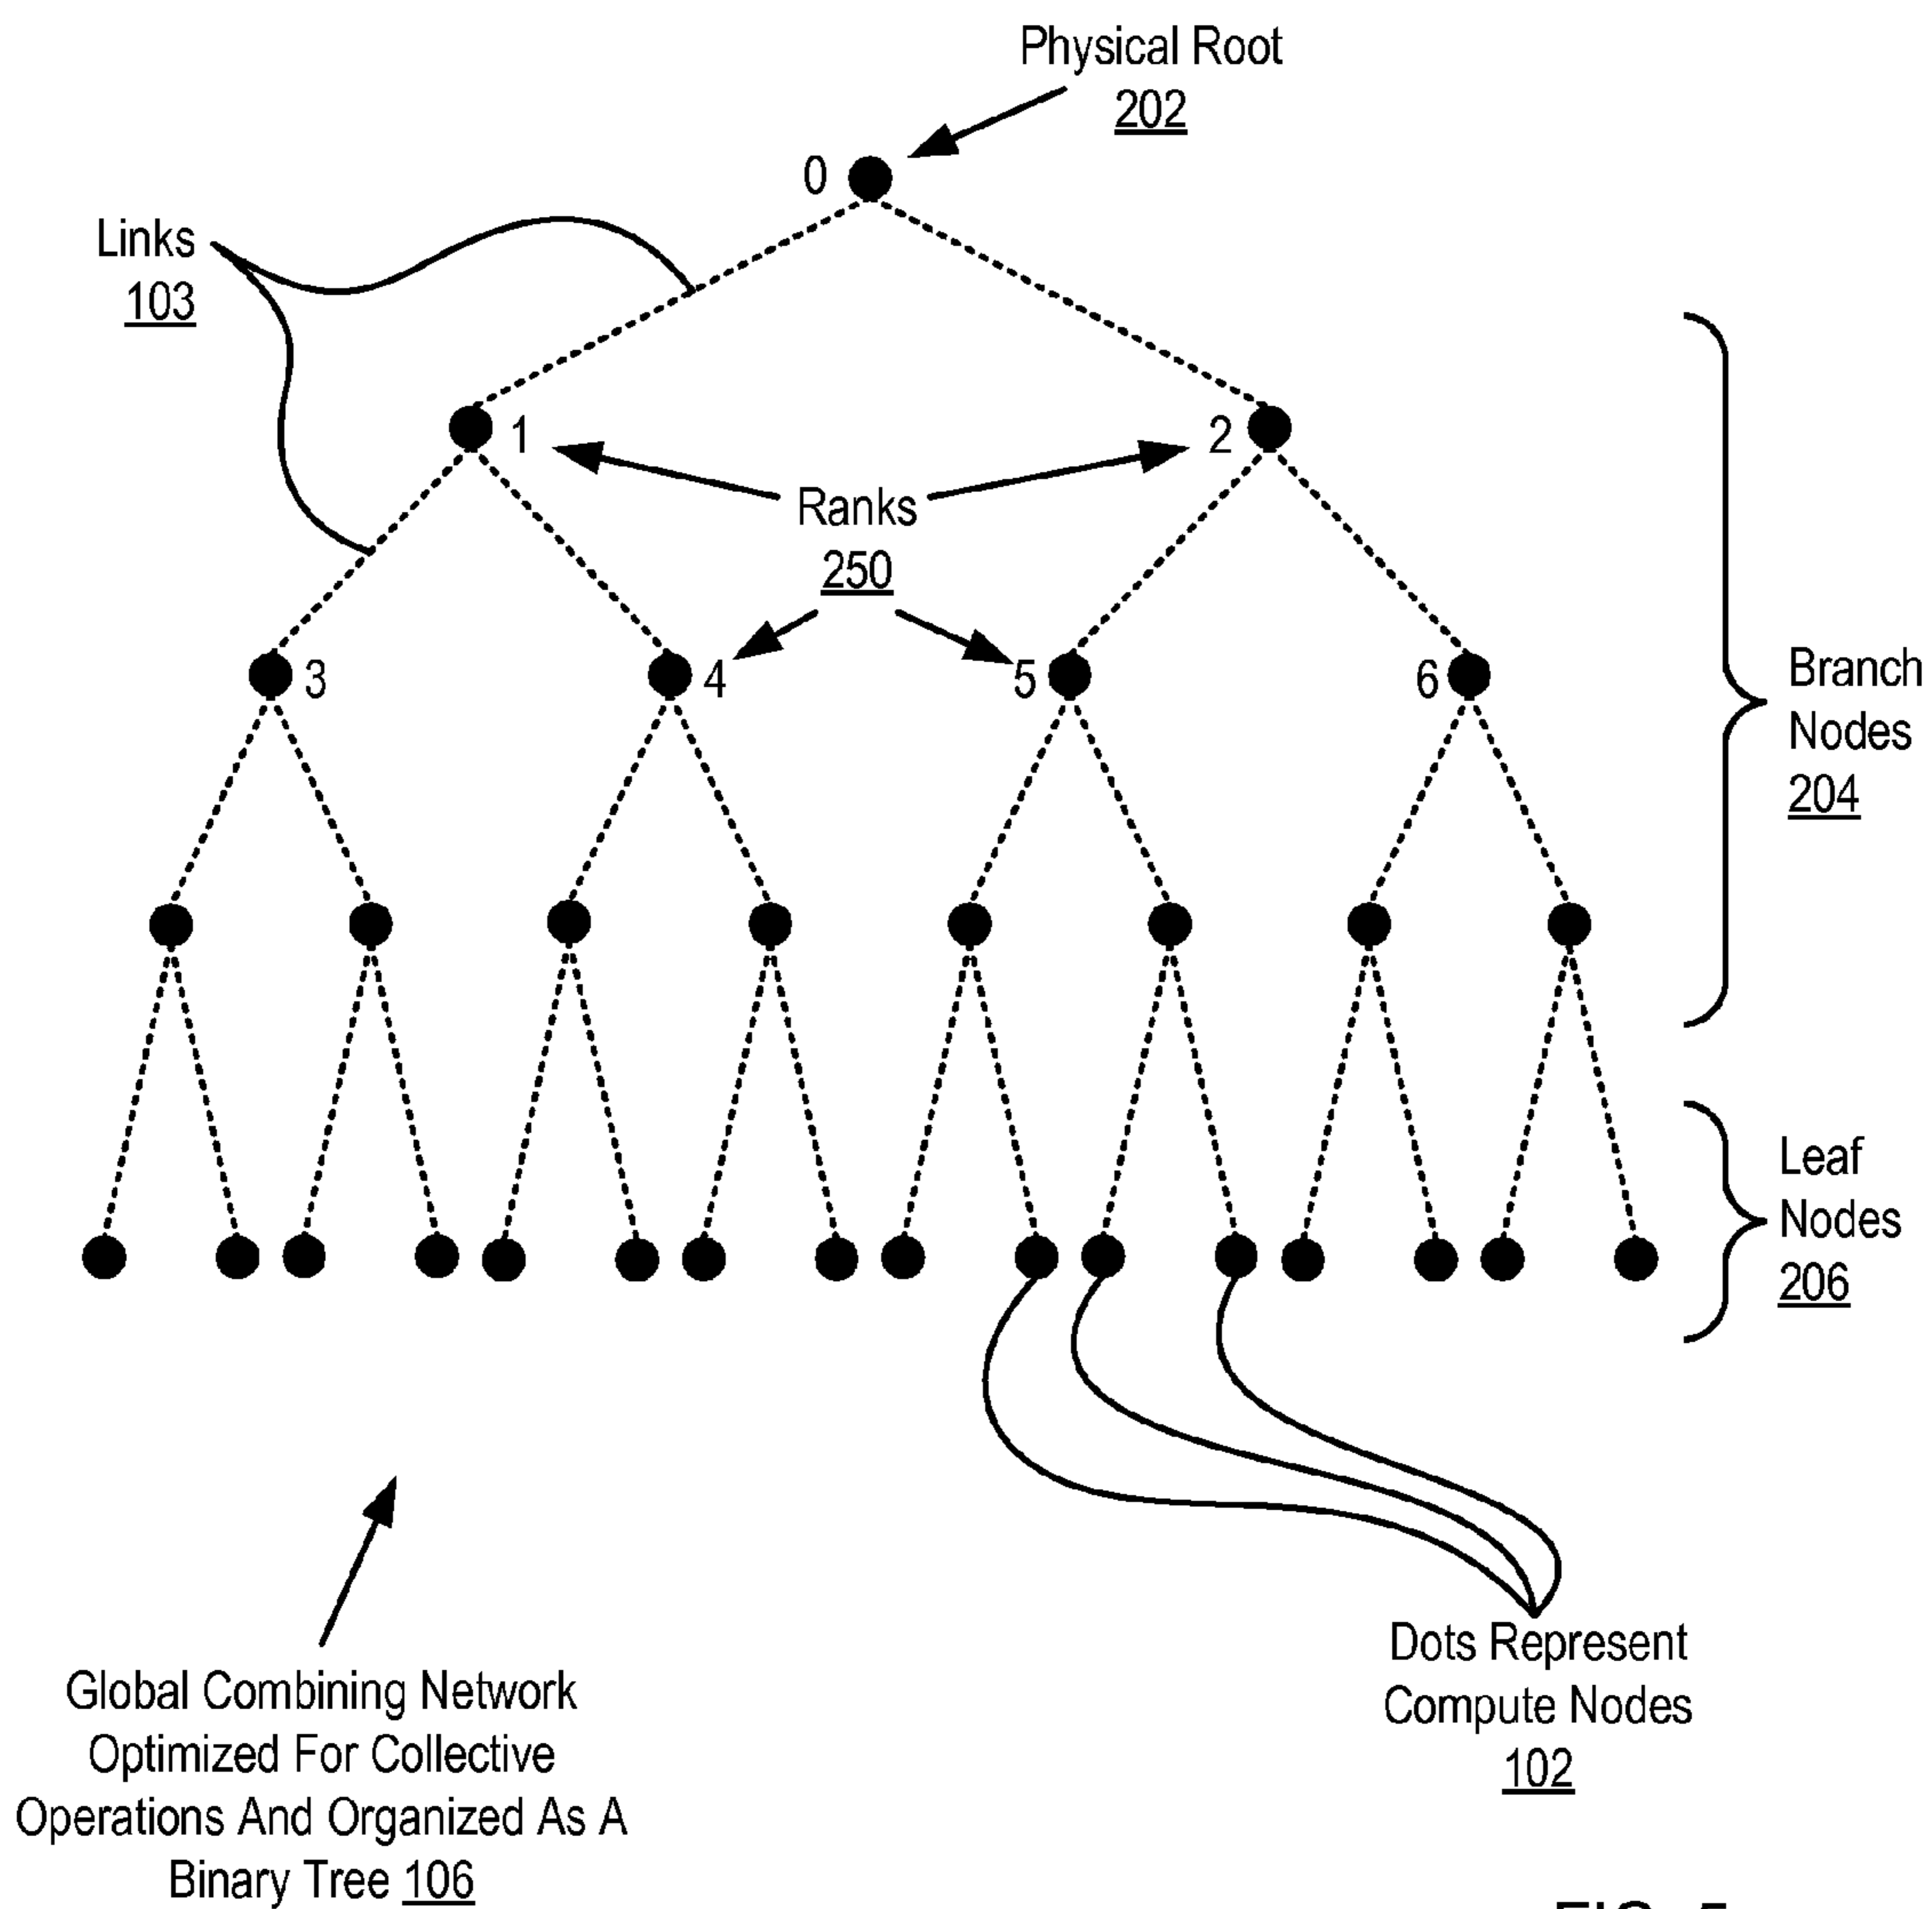 Physical Root
202
0
Links
103
1
2
Ranks
250
3
4
5
6
Branch
Nodes
204
Leaf
Nodes
206
Dots Represent
Compute Nodes
102
Global Combining Network
Optimized For Collective
Operations And Organized As A
Binary Tree 106